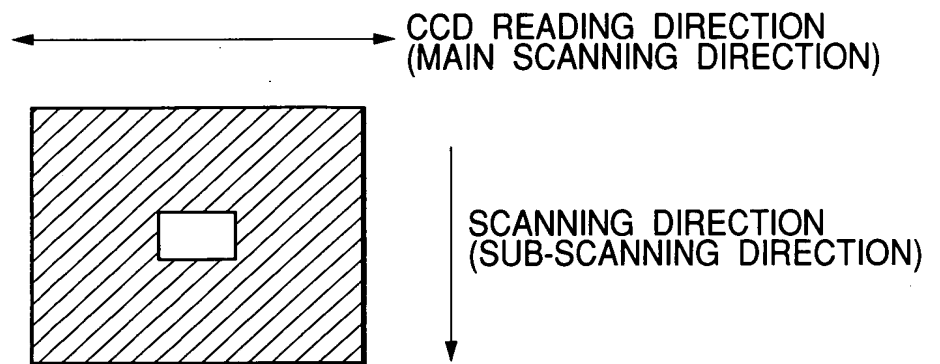 CCD READING DIRECTION
(MAIN SCANNING DIRECTION)
SCANNING DIRECTION
(SUB-SCANNING DIRECTION)